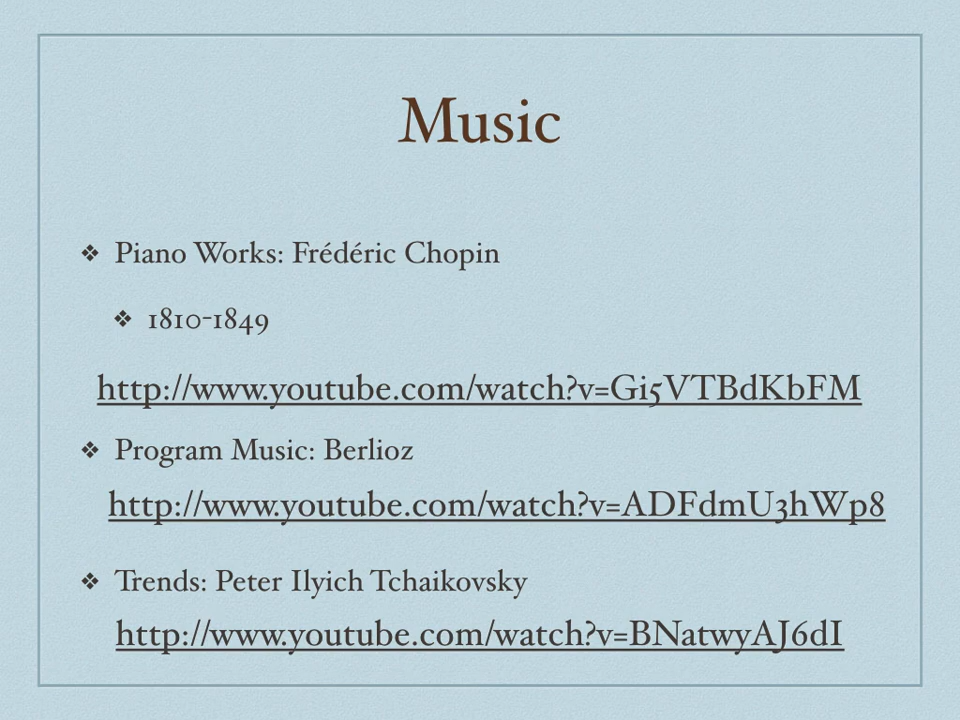 Music
❖ Piano Works: Frédéric Chopin
❖ 1810-1849
http://www.youtube.com/watch?v=Gi5VTBdKbFM
❖ Program Music: Berlioz
http://www.youtube.com/watch?v=ADFdmU3hWp8
❖ Trends: Peter Ilyich Tchaikovsky
http://www.youtube.com/watch?v=BNatwyAJ6dI